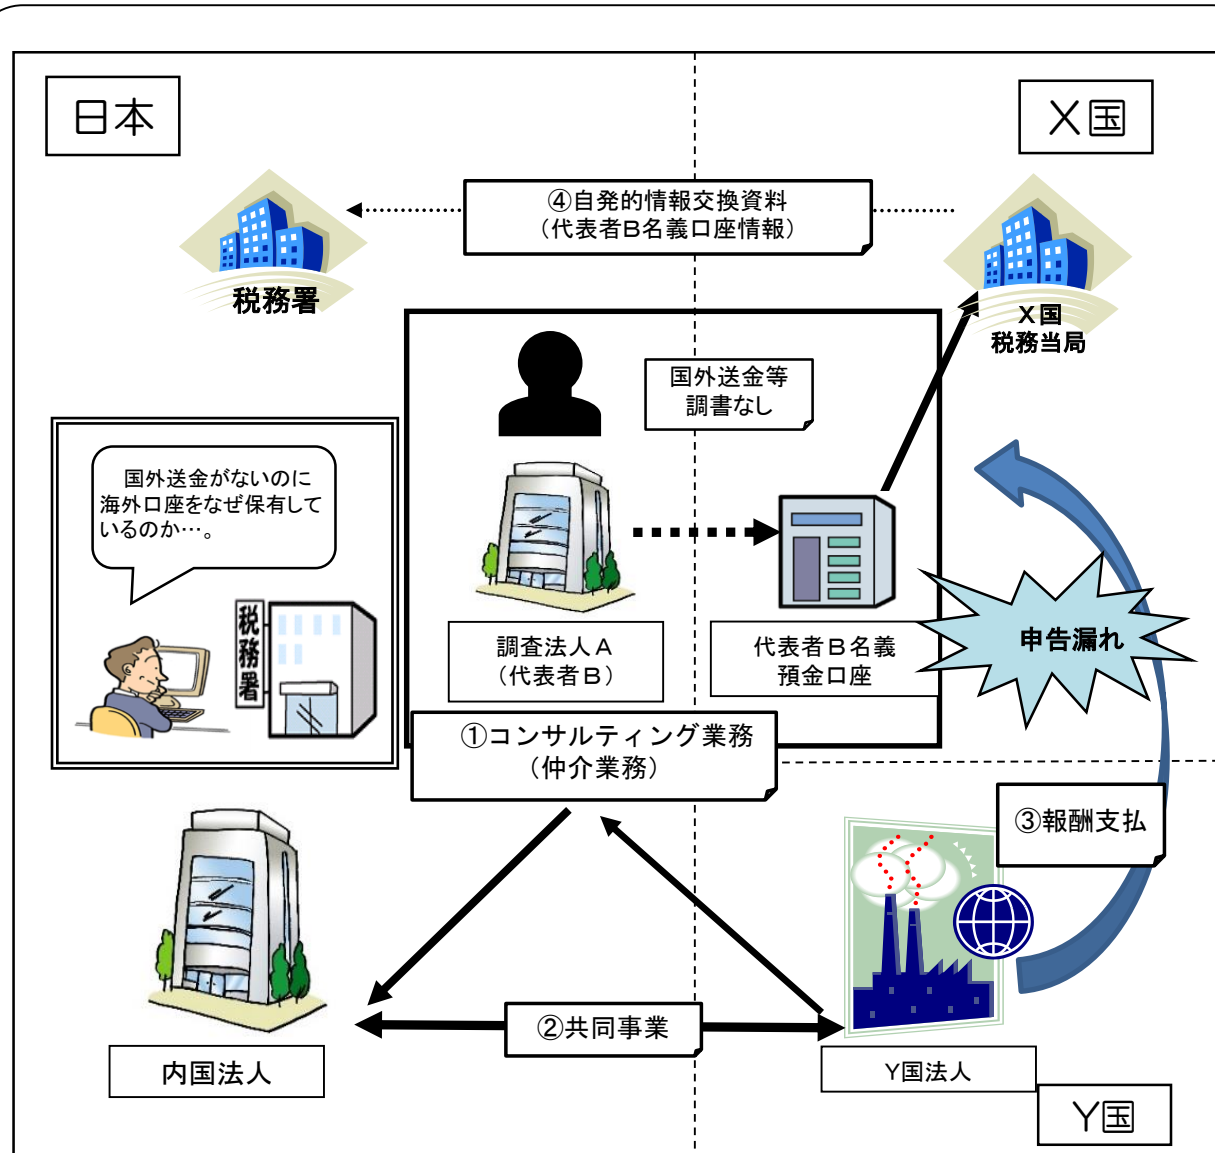 日本
X国
④自発的情報交換資料
（代表者B名義口座情報）
税務署
X国
税務当局
国外送金等
調書なし
国外送金がないのに
海外口座をなぜ保有して
いるのか…。
税務署
調査法人A
（代表者B）
代表者B名義
預金口座
申告漏れ
①コンサルティング業務
（仲介業務）
③報酬支払
②共同事業
内国法人
Y国法人
Y国